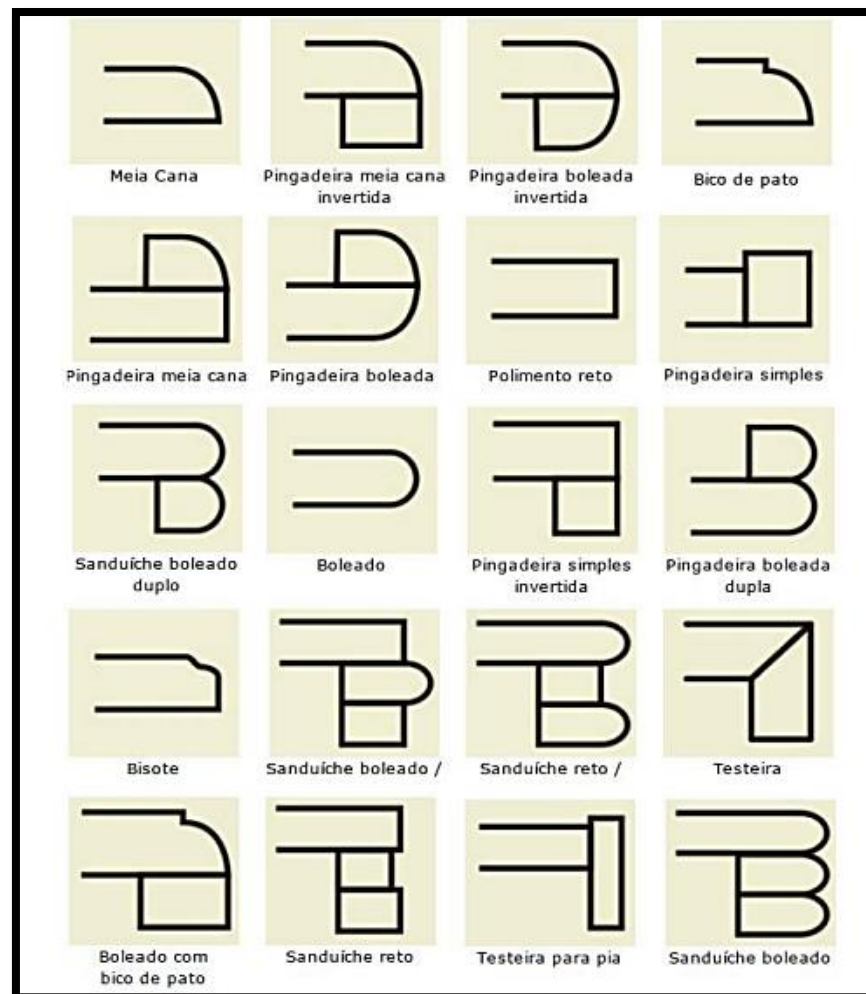 Meia Cana
Pingadeira meia cana
invertida
Pingadeira boleada
invertida
Bico de pato
Pingadeira meia cana
Pingadeira boleada
Polimento reto
Pingadeira simples
Sanduíche boleado
duplo
Boleado
Pingadeira simples
invertida
Pingadeira boleada
dupla
Bisote
Sanduíche boleado /
Sanduíche reto /
Testeira
Boleado com
bico de pato
Sanduíche reto
Testeira para pia
Sanduíche boleado